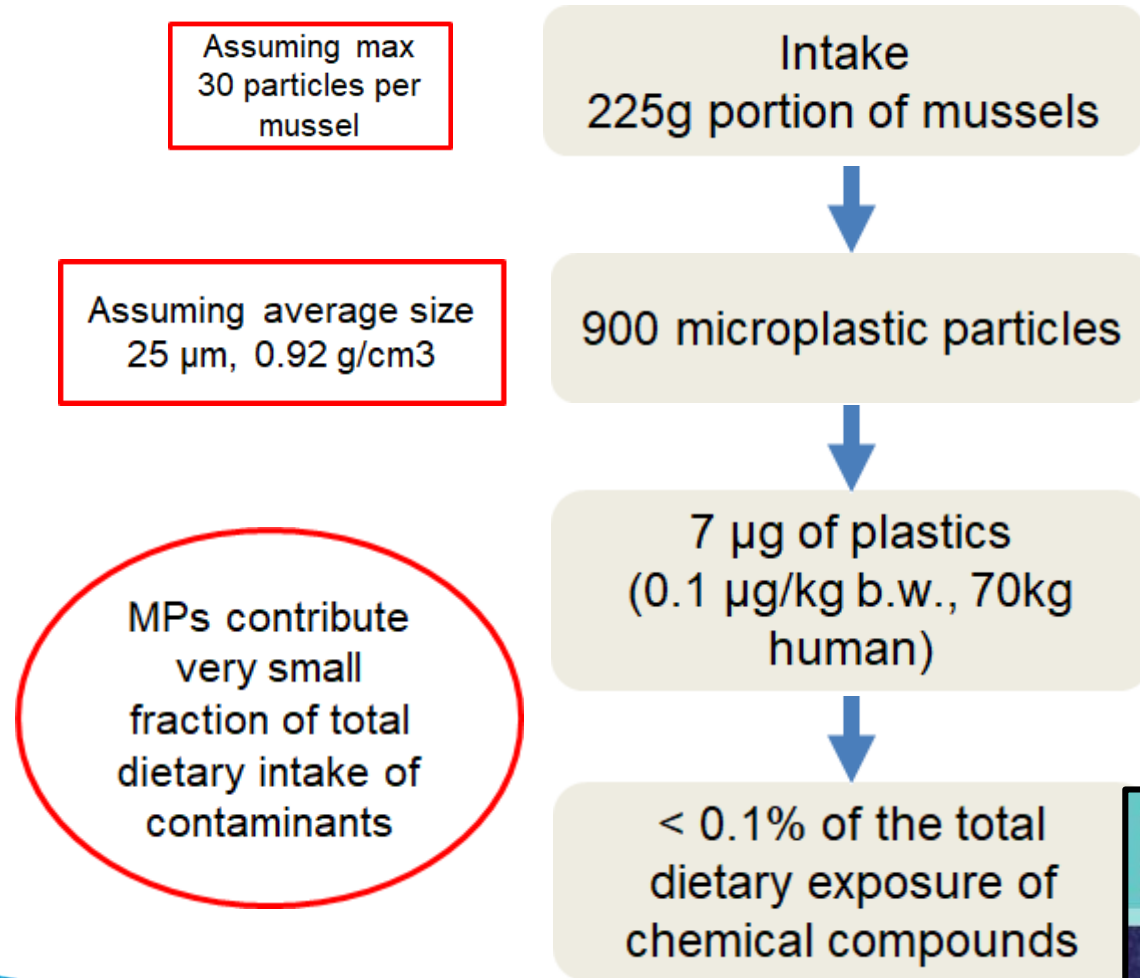 Assuming max
30 particles per
mussel
Intake
225g portion of mussels
Assuming average size
25 µm, 0.92 g/cm3
900 microplastic particles
7 µg of plastics
(0.1 µg/kg b.w., 70kg
human)
MPs contribute
very small
fraction of total
dietary intake of
contaminants
< 0.1% of the total
dietary exposure of
chemical compounds